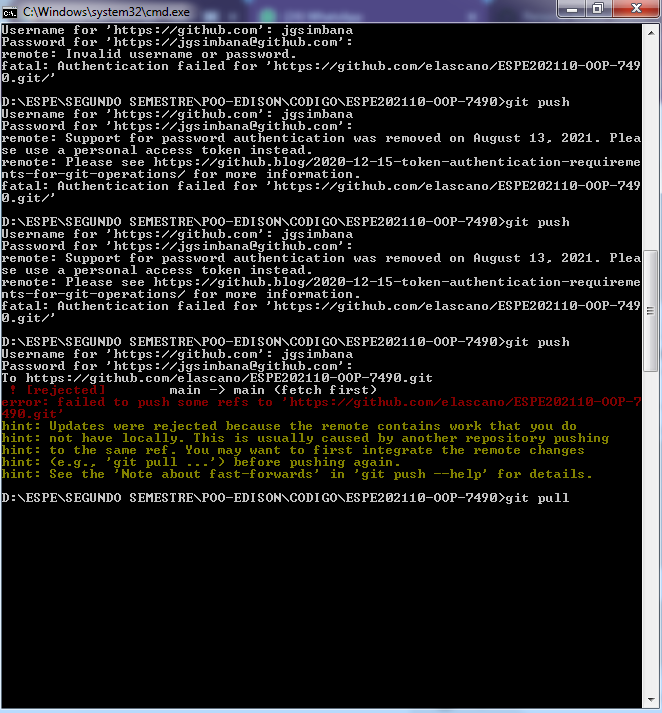 C:\Windows\system32\cmd.exe
Username for 'https://github.com': jgsimbana
Password for 'https://jgsimbana@github.com':
remote: Invalid username or password.
fatal: Authentication failed for 'https://github.com/elascano/ESPE202110-OOP-749
0.git/'
D:\ESPE\SEGUNDO SEMESTRE\POO-EDISON\CODIGO\ESPE202110-OOP-7490>git push
Username for 'https://github.com': jgsimbana
Password for 'https://jgsimbana@github.com':
remote: Support for password authentication was removed on August 13, 2021. Plea
se use a personal access token instead.
remote: Please see https://github.blog/2020-12-15-token-authentication-requireme
nts-for-git-operations/ for more information.
fatal: Authentication failed for 'https://github.com/elascano/ESPE202110-OOP-749
0.git/'
D:\ESPE\SEGUNDO SEMESTRE\POO-EDISON\CODIGO\ESPE202110-OOP-7490>git push
Username for 'https://github.com': jgsimbana
Password for 'https://jgsimbana@github.com':
remote: Support for password authentication was removed on August 13, 2021. Plea
se use a personal access token instead.
remote: Please see https://github.blog/2020-12-15-token-authentication-requireme
nts-for-git-operations/ for more information.
fatal: Authentication failed for 'https://github.com/elascano/ESPE202110-OOP-749
0.git/'
D:\ESPE\SEGUNDO SEMESTRE\POO-EDISON\CODIGO\ESPE202110-OOP-7490>git push
Username for 'https://github.com': jgsimbana
Password for 'https://jgsimbana@github.com':
To https://github.com/elascano/ESPE202110-OOP-7490.git
 ! [rejected]        main -> main (fetch first)
error: failed to push some refs to 'https://github.com/elascano/ESPE202110-OOP-7
490.git'
hint: Updates were rejected because the remote contains work that you do
hint: not have locally. This is usually caused by another repository pushing
hint: to the same ref. You may want to first integrate the remote changes
hint: (e.g., 'git pull ...') before pushing again.
hint: See the 'Note about fast-forwards' in 'git push --help' for details.
D:\ESPE\SEGUNDO SEMESTRE\POO-EDISON\CODIGO\ESPE202110-OOP-7490>git pull